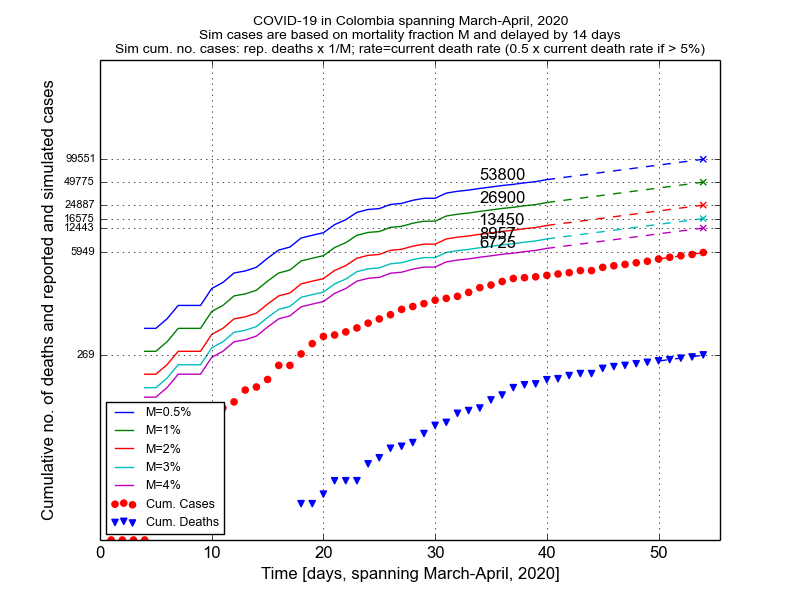 COVID-19 in Colombia spanning March-April, 2020
Sim cases are based on mortality fraction M and delayed by 14 days
Sim cum. no. cases: rep. deaths x 1/M; rate=current death rate (0.5 x current death rate if > 5%)
Cumulative no. of deaths and reported and simulated cases
99551
49775
24887
16575
12443
5949
269
53800
26900
13450
8957
6725
M=0.5%
M=1%
M=2%
M=3%
M=4%
Cum. Cases
Cum. Deaths
0 10 20 30 40 50
Time [days, spanning March-April, 2020]